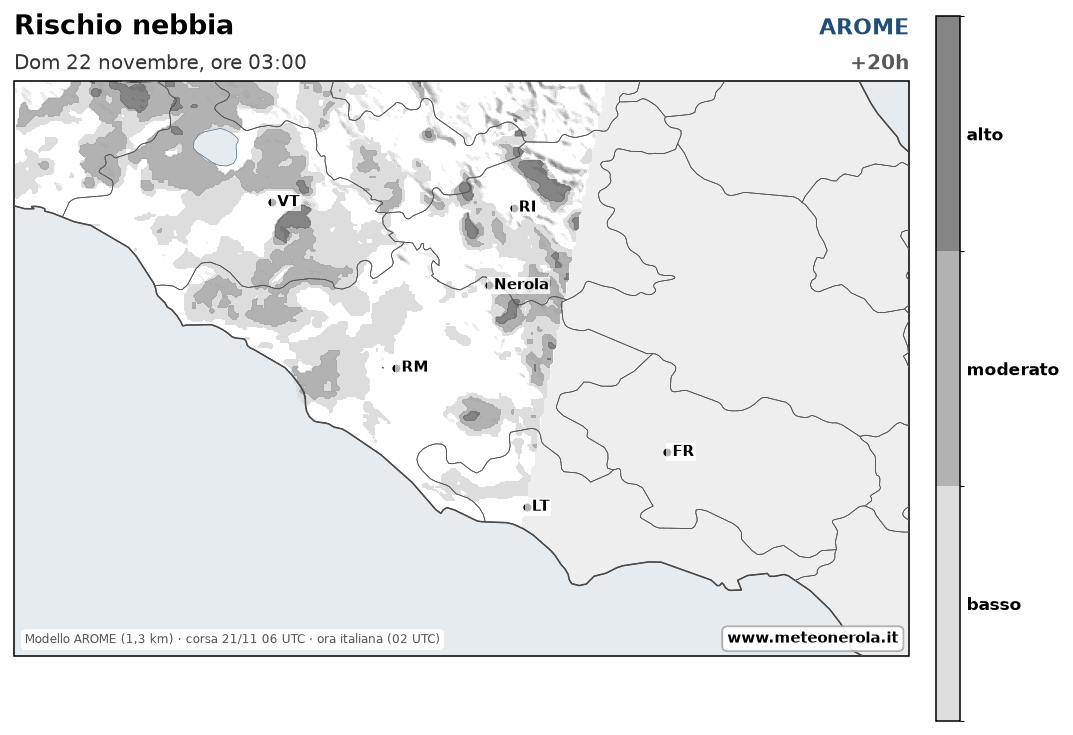 Rischio nebbia
AROME
Dom 22 novembre, ore 03:00
+20h
alto
VT
RI
Nerola
RM
moderato
FR
LT
basso
Modello AROME (1,3 km) · corsa 21/11 06 UTC · ora italiana (02 UTC)
www.meteonerola.it